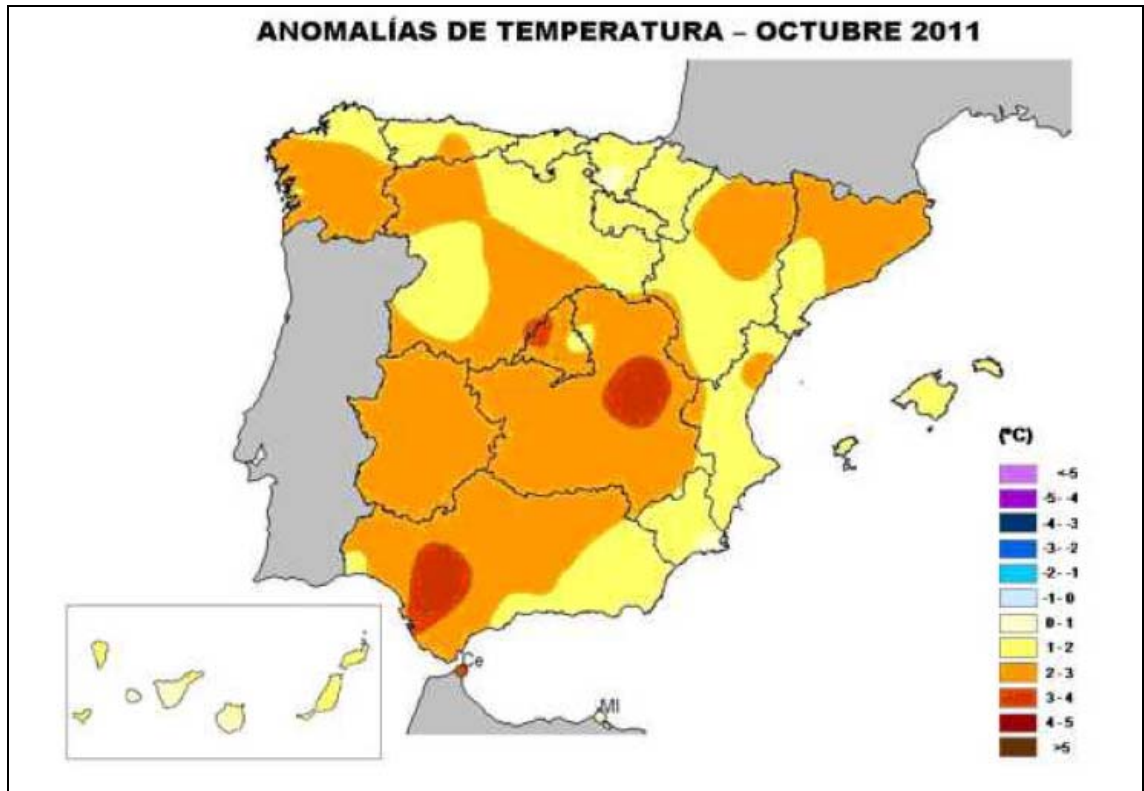 ANOMALÍAS DE TEMPERATURA – OCTUBRE 2011
(ºC)
<-5
-5 - -4
-4 - -3
-3 - -2
-2 - -1
-1 - 0
0 - 1
1 - 2
2 - 3
3 - 4
4 - 5
>5
Ce
Ml